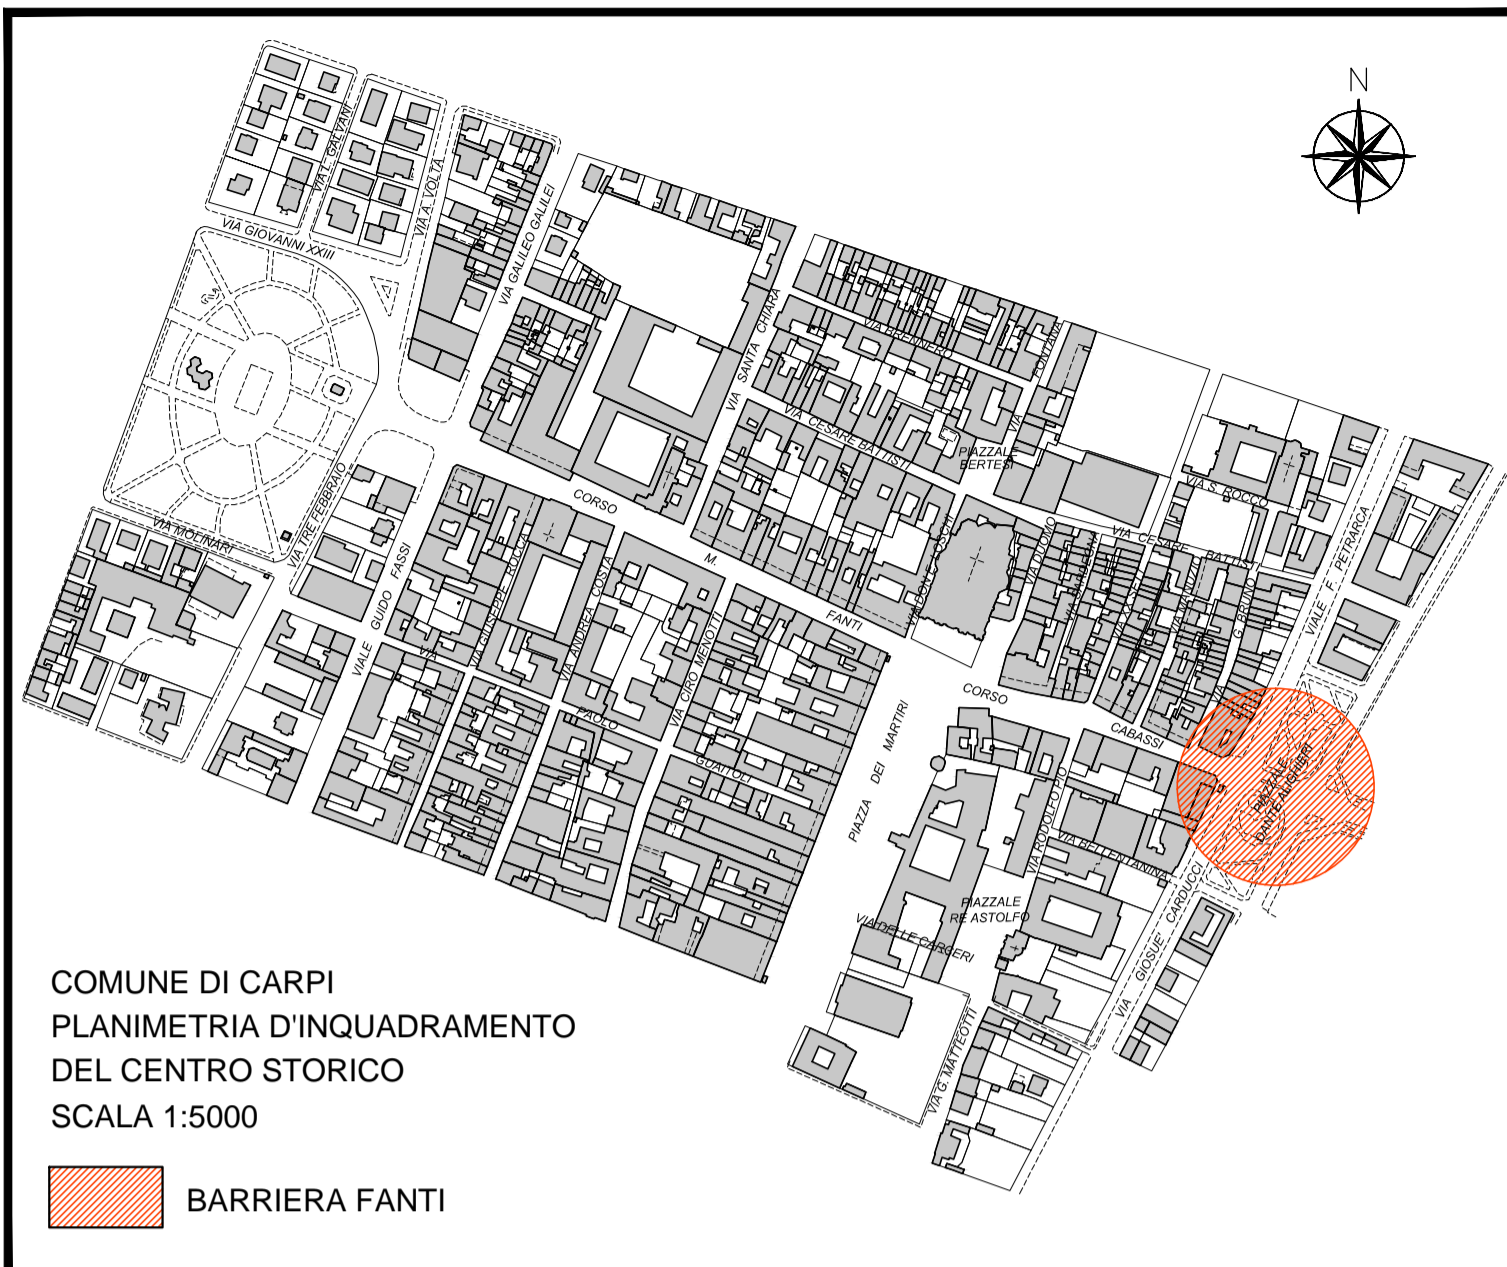 N
VIA L. GALVANI
VIA A. VOLTA
VIA GIOVANNI XXIII
VIA GALILEO GALILEI
VIA SANTA CHIARA
VIA BRENNERO
VIA FONTANA
VIA CESARE BATTISTI
PIAZZALE
BERTESI
VIA S. ROCCO
VIALE F. PETRARCA
VIA TRE FEBBRAIO
VIA MOLINARI
CORSO M. FANTI
VIALE GUIDO FASSI
VIA GIUSEPPE ROCCA
VIA ANDREA COSTA
VIA CIRO MENOTTI
VIA PAOLO GUAITOLI
VIA DON E. LOSCHI
VIA DUOMO
VIA CESARE BATTISTI
VIA G. BRUNO
CORSO CABASSI
PIAZZA DEI MARTIRI
PIAZZALE
DANTE ALIGHIERI
VIA RODOLFO PIO
VIA BELLENTANINA
PIAZZALE
RE ASTOLFO
VIA DELLE CARCERI
VIA GIOSUE' CARDUCCI
VIA G. MATTEOTTI
COMUNE DI CARPI
PLANIMETRIA D'INQUADRAMENTO
DEL CENTRO STORICO
SCALA 1:5000
BARRIERA FANTI